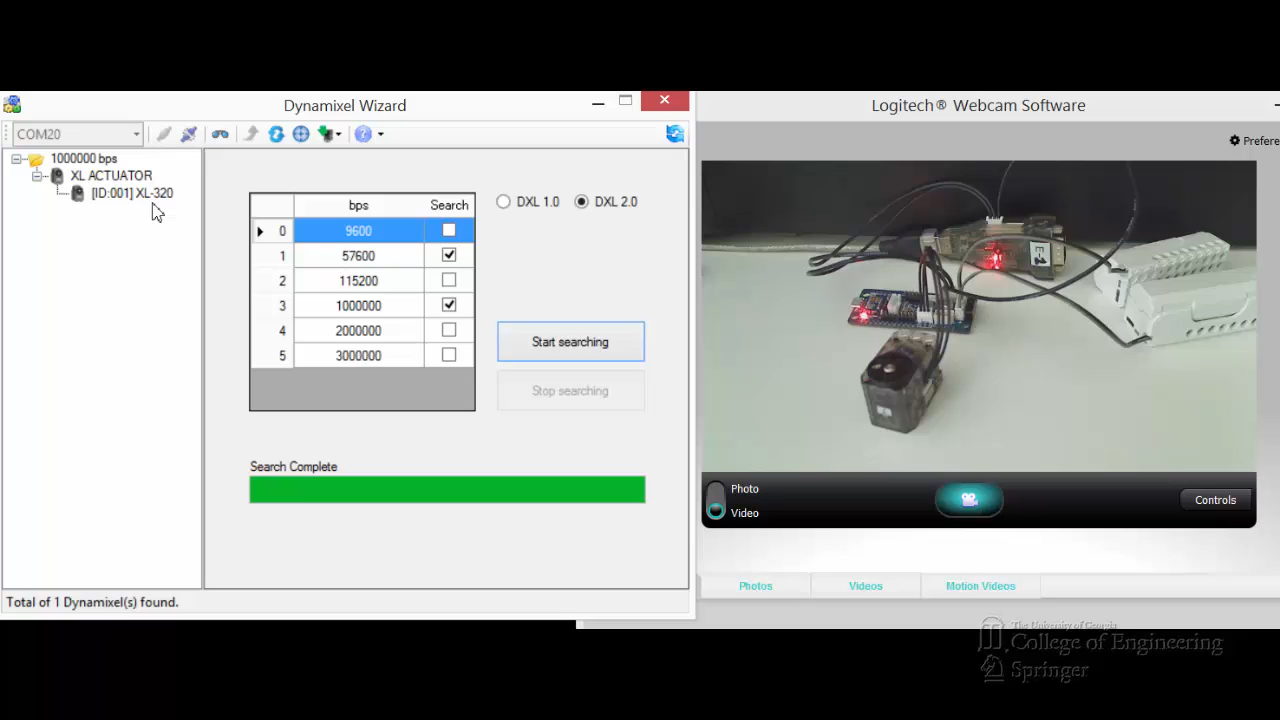 Dynamixel Wizard
COM20
1000000 bps
XL ACTUATOR
[ID:001] XL-320
bps Search
0 9600
1 57600
2 115200
3 1000000
4 2000000
5 3000000
DXL 1.0 DXL 2.0
Start searching
Stop searching
Search Complete
Total of 1 Dynamixel(s) found.
Logitech® Webcam Software
Prefere
Photo
Video
Controls
Photos Videos Motion Videos
The University of Georgia
College of Engineering
Springer